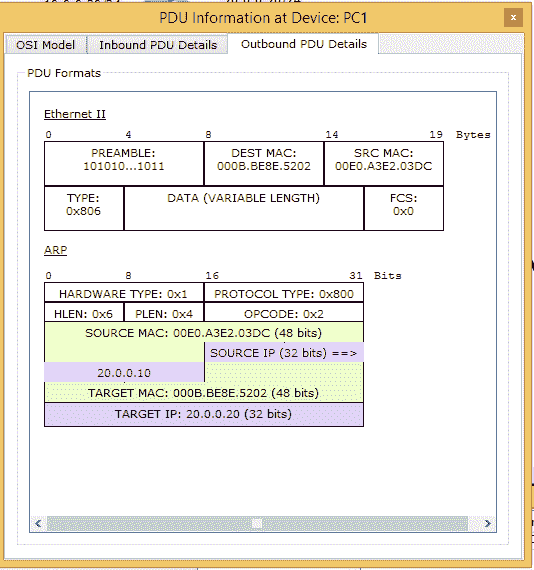 PDU Information at Device: PC1
x
OSI Model Inbound PDU Details Outbound PDU Details
PDU Formats
Ethernet II
0 4 8 14 19 Bytes
PREAMBLE: DEST MAC: SRC MAC:
101010...1011 000B.BE8E.5202 00E0.A3E2.03DC
TYPE: DATA (VARIABLE LENGTH) FCS:
0x806 0x0
ARP
0 8 16 31 Bits
HARDWARE TYPE: 0x1 PROTOCOL TYPE: 0x800
HLEN: 0x6 PLEN: 0x4 OPCODE: 0x2
SOURCE MAC: 00E0.A3E2.03DC (48 bits)
SOURCE IP (32 bits) ==>
20.0.0.10
TARGET MAC: 000B.BE8E.5202 (48 bits)
TARGET IP: 20.0.0.20 (32 bits)